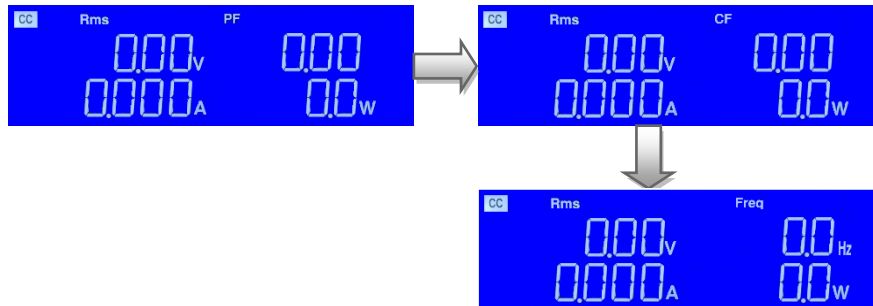 CC Rms PF
0.00V 0.00
0.000A 0.0W
CC Rms CF
0.00V 0.00
0.000A 0.0W
CC Rms Freq
0.00V 0.0Hz
0.000A 0.0W